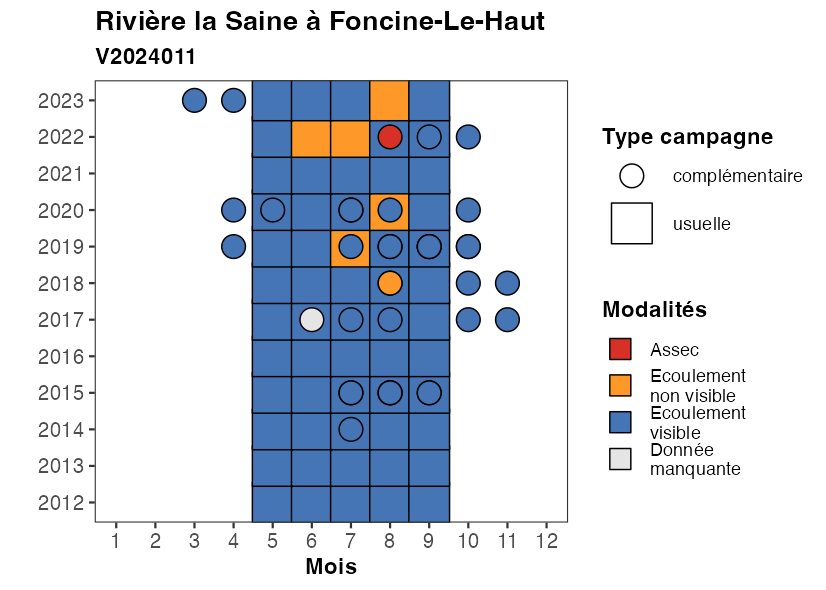 Rivière la Saine à Foncine-Le-Haut
V2024011
2023
2022
2021
2020
2019
2018
2017
2016
2015
2014
2013
2012
1 2 3 4 5 6 7 8 9 10 11 12
Mois
Type campagne
complémentaire
usuelle
Modalités
Assec
Ecoulement
non visible
Ecoulement
visible
Donnée
manquante